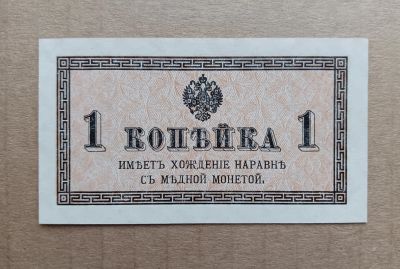 1 КОПѢЙКА 1
ИМѢЕТЪ ХОЖДЕНІЕ НАРАВНѢ
СЪ МѢДНОЙ МОНЕТОЙ.